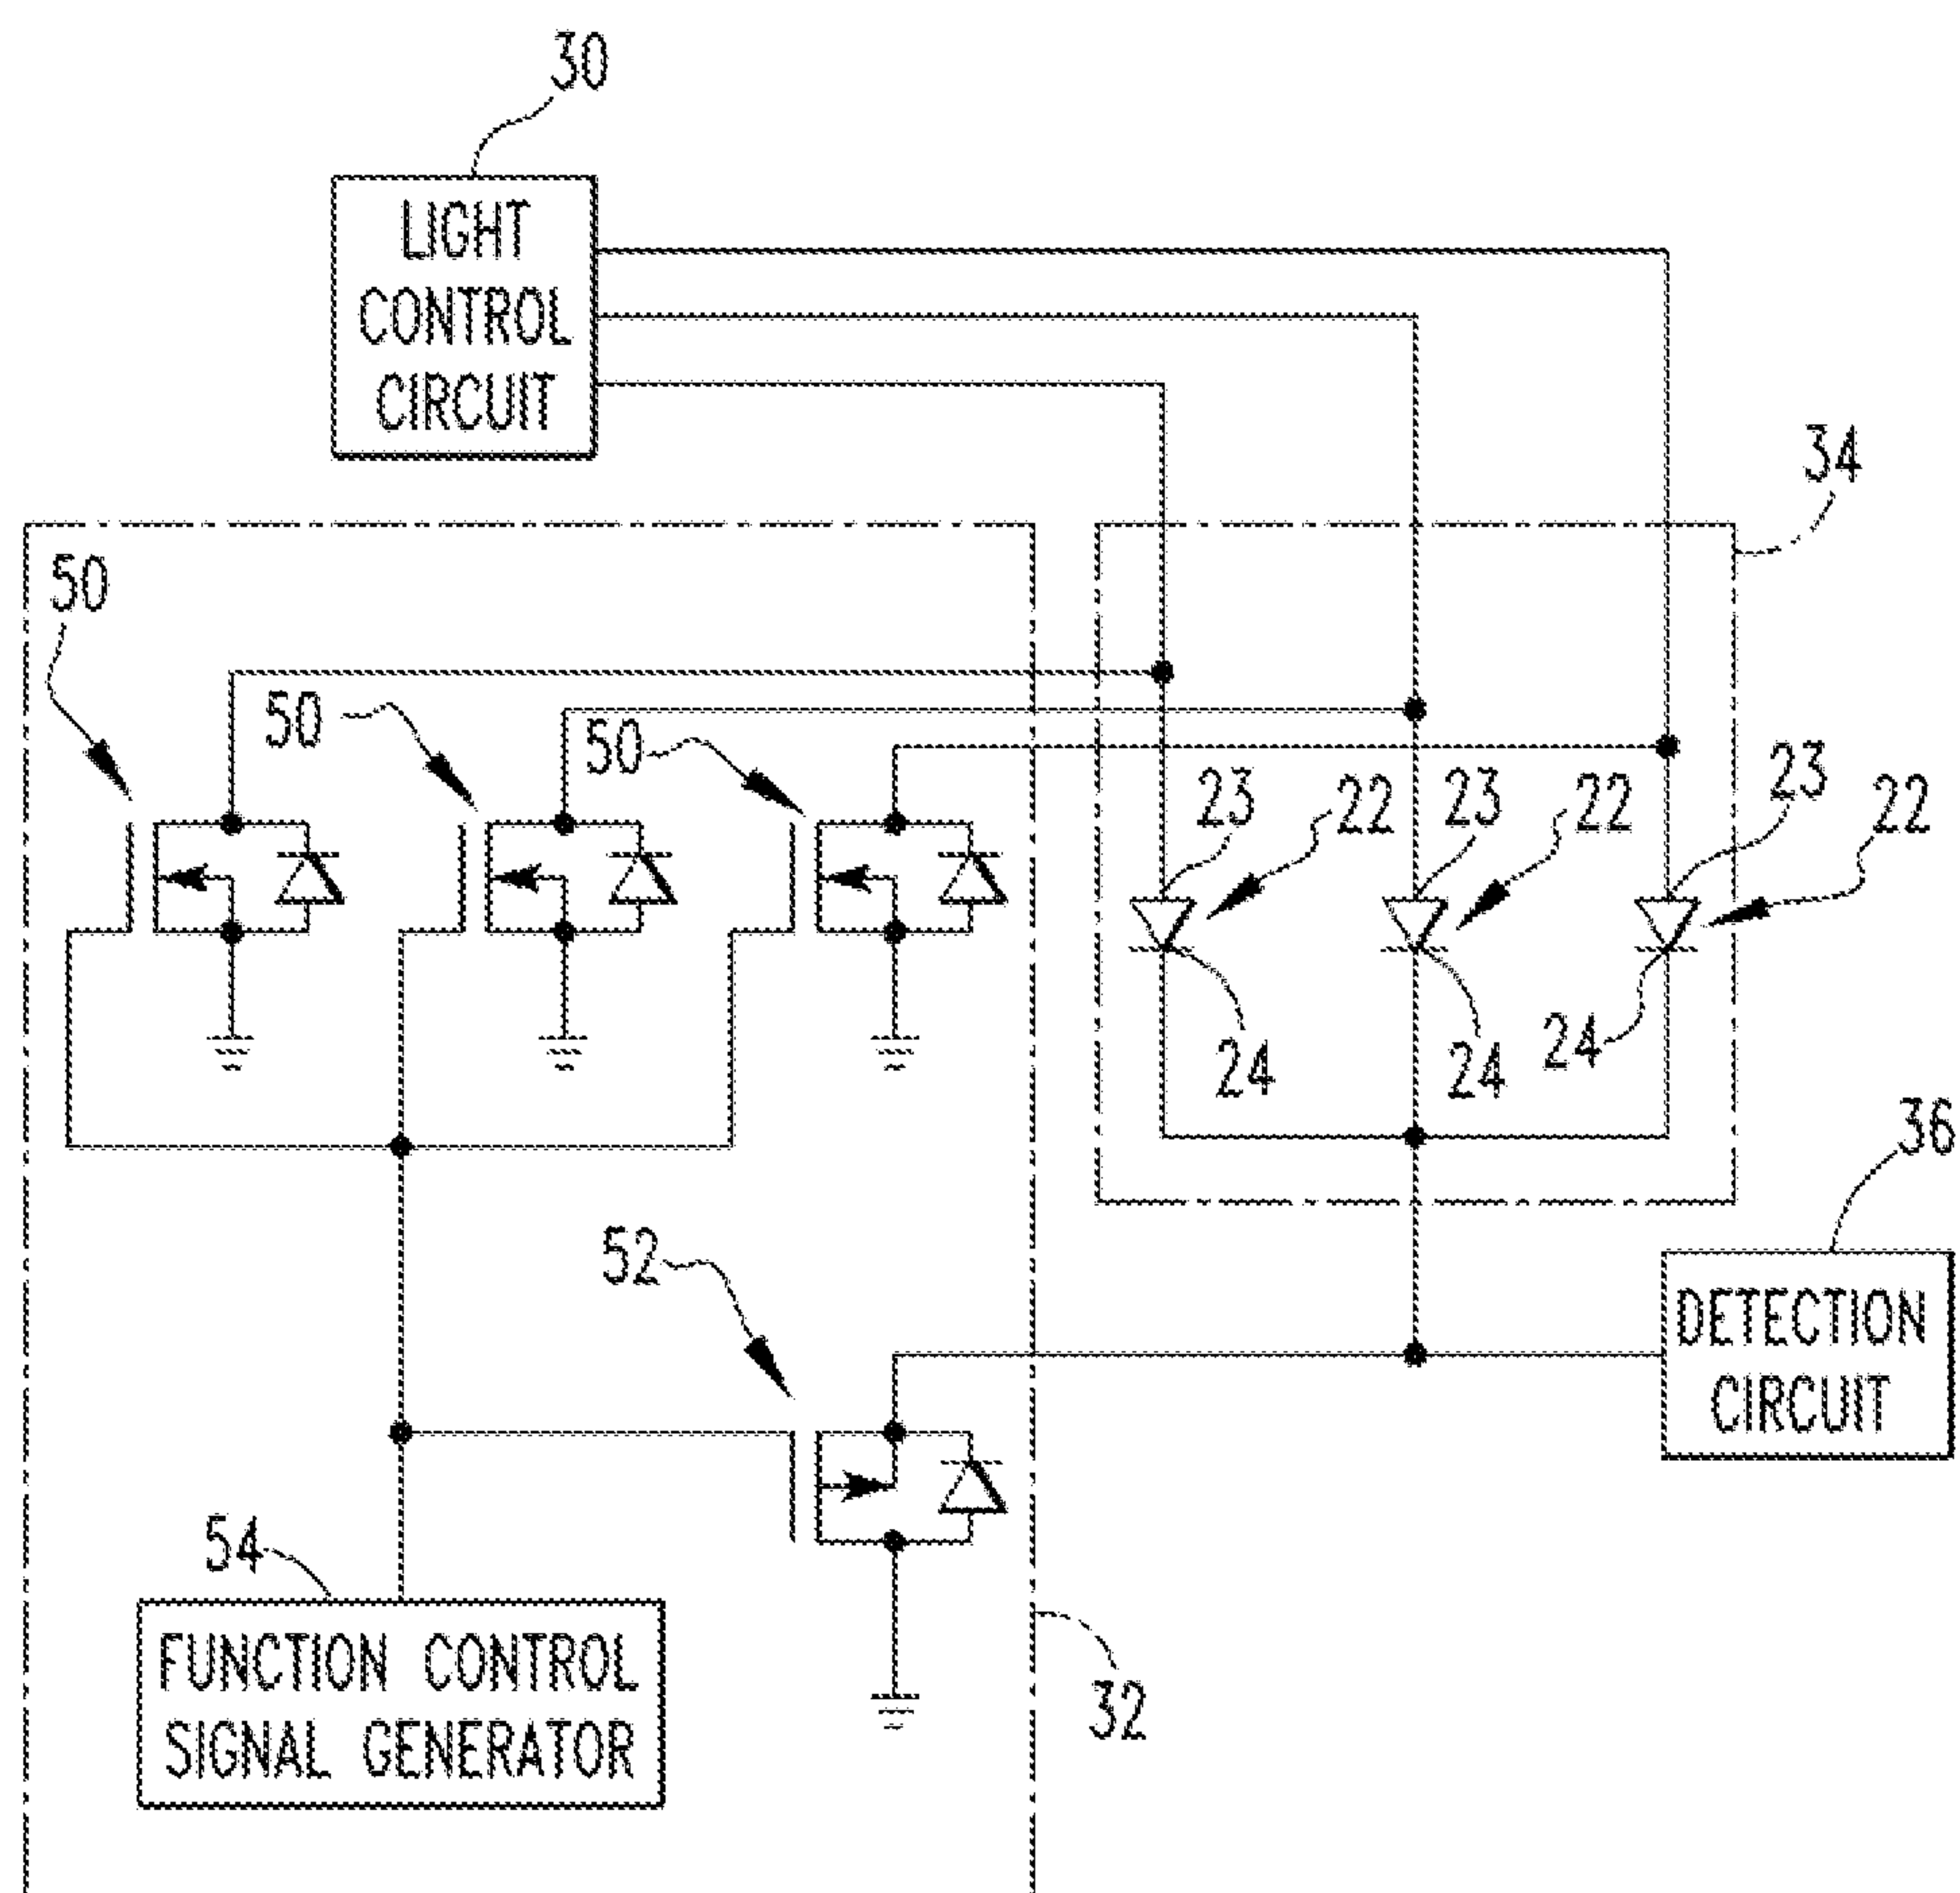 30
LIGHT
CONTROL
CIRCUIT
34
50
50
50
23
22
23
22
23
22
24
24
24
36
52
DETECTION
CIRCUIT
54
FUNCTION CONTROL
SIGNAL GENERATOR
32